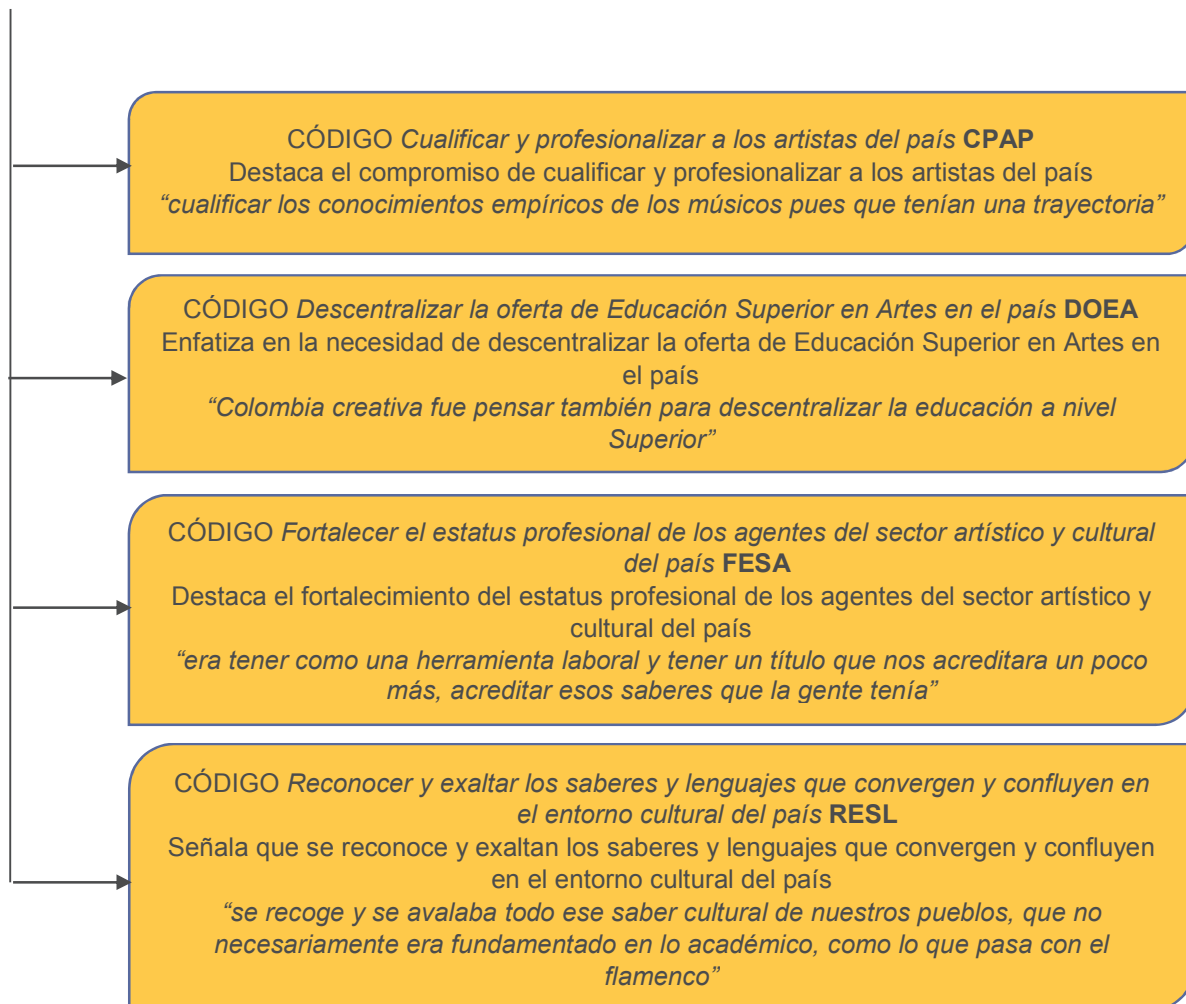 CÓDIGO Cualificar y profesionalizar a los artistas del país CPAP
Destaca el compromiso de cualificar y profesionalizar a los artistas del país
“cualificar los conocimientos empíricos de los músicos pues que tenían una trayectoria”
CÓDIGO Descentralizar la oferta de Educación Superior en Artes en el país DOEA
Enfatiza en la necesidad de descentralizar la oferta de Educación Superior en Artes en
el país
“Colombia creativa fue pensar también para descentralizar la educación a nivel
Superior”
CÓDIGO Fortalecer el estatus profesional de los agentes del sector artístico y cultural
del país FESA
Destaca el fortalecimiento del estatus profesional de los agentes del sector artístico y
cultural del país
“era tener como una herramienta laboral y tener un título que nos acreditara un poco
más, acreditar esos saberes que la gente tenía”
CÓDIGO Reconocer y exaltar los saberes y lenguajes que convergen y confluyen en
el entorno cultural del país RESL
Señala que se reconoce y exaltan los saberes y lenguajes que convergen y confluyen
en el entorno cultural del país
“se recoge y se avalaba todo ese saber cultural de nuestros pueblos, que no
necesariamente era fundamentado en lo académico, como lo que pasa con el
flamenco”